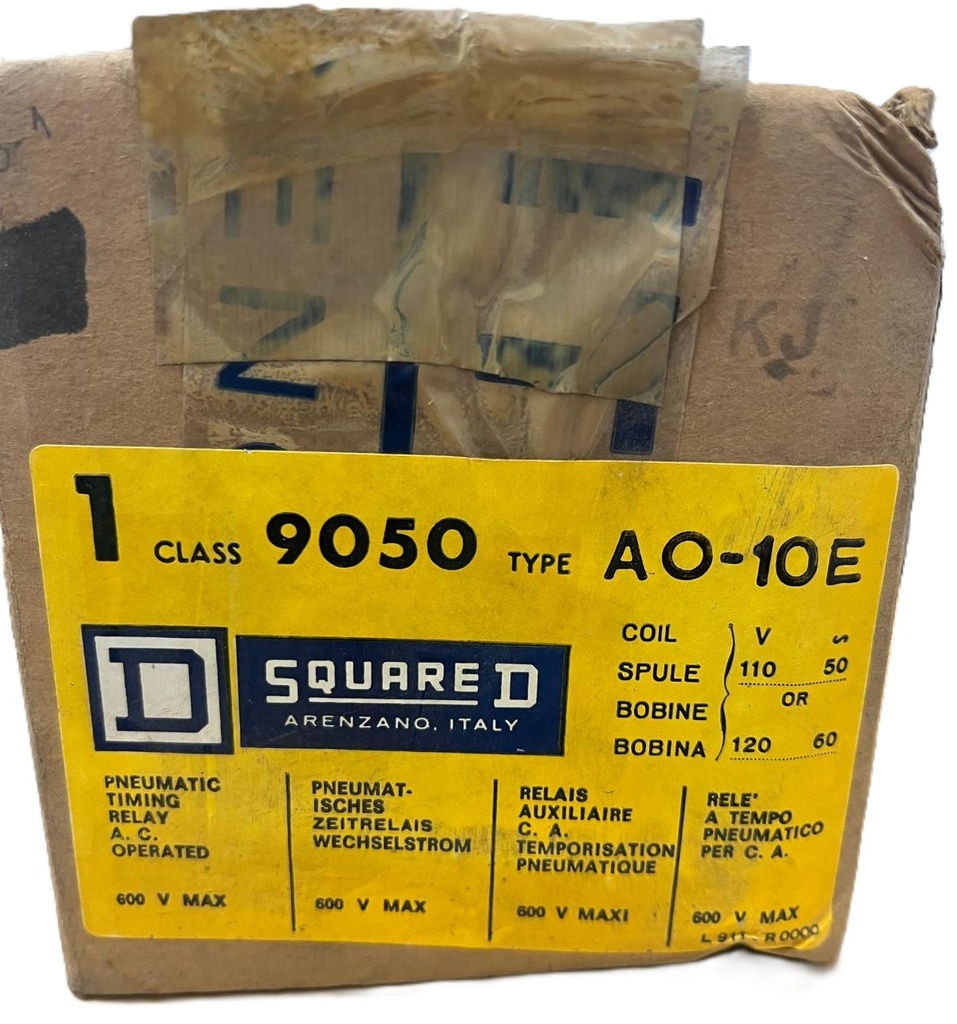 KJ
1 CLASS 9050 TYPE AO-10E
D SQUARE D
ARENZANO, ITALY
COIL
SPULE
BOBINE
BOBINA
V ~
110 50
OR
120 60
PNEUMATIC
TIMING
RELAY
A. C.
OPERATED
600 V MAX
PNEUMAT-
ISCHES
ZEITRELAIS
WECHSELSTROM
600 V MAX
RELAIS
AUXILIAIRE
C. A.
TEMPORISATION
PNEUMATIQUE
600 V MAXI
RELE'
A TEMPO
PNEUMATICO
PER C. A.
600 V MAX
L 911 R0000